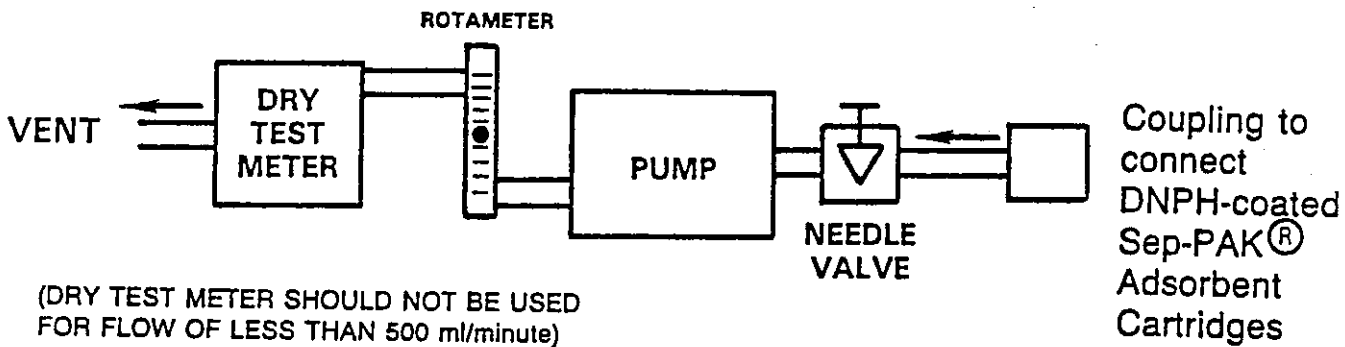 ROTAMETER
VENT
DRY
TEST
METER
PUMP
NEEDLE
VALVE
Coupling to
connect
DNPH-coated
Sep-PAK®
Adsorbent
Cartridges
(DRY TEST METER SHOULD NOT BE USED
FOR FLOW OF LESS THAN 500 ml/minute)